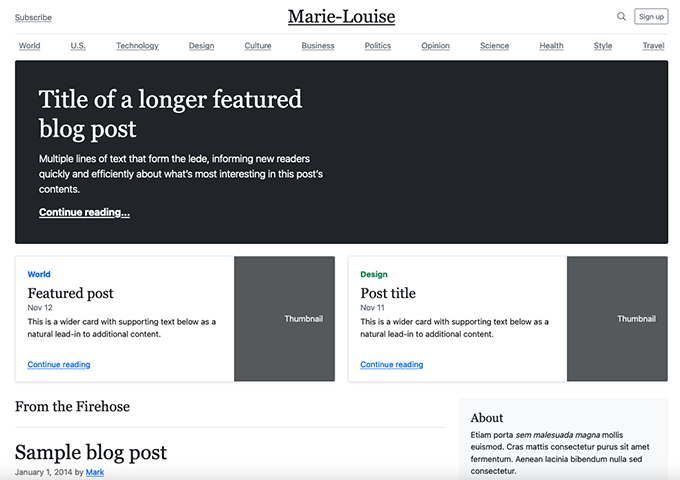 Subscribe
Marie-Louise
Sign up
World U.S. Technology Design Culture Business Politics Opinion Science Health Style Travel
Title of a longer featured
blog post
Multiple lines of text that form the lede, informing new readers
quickly and efficiently about what's most interesting in this post's
contents.
Continue reading...
World
Featured post
Nov 12
This is a wider card with supporting text below as a
natural lead-in to additional content.
Continue reading
Thumbnail
Design
Post title
Nov 11
This is a wider card with supporting text below as a
natural lead-in to additional content.
Continue reading
Thumbnail
From the Firehose
Sample blog post
January 1, 2014 by Mark
About
Etiam porta sem malesuada magna mollis
euismod. Cras mattis consectetur purus sit amet
fermentum. Aenean lacinia bibendum nulla sed
consectetur.